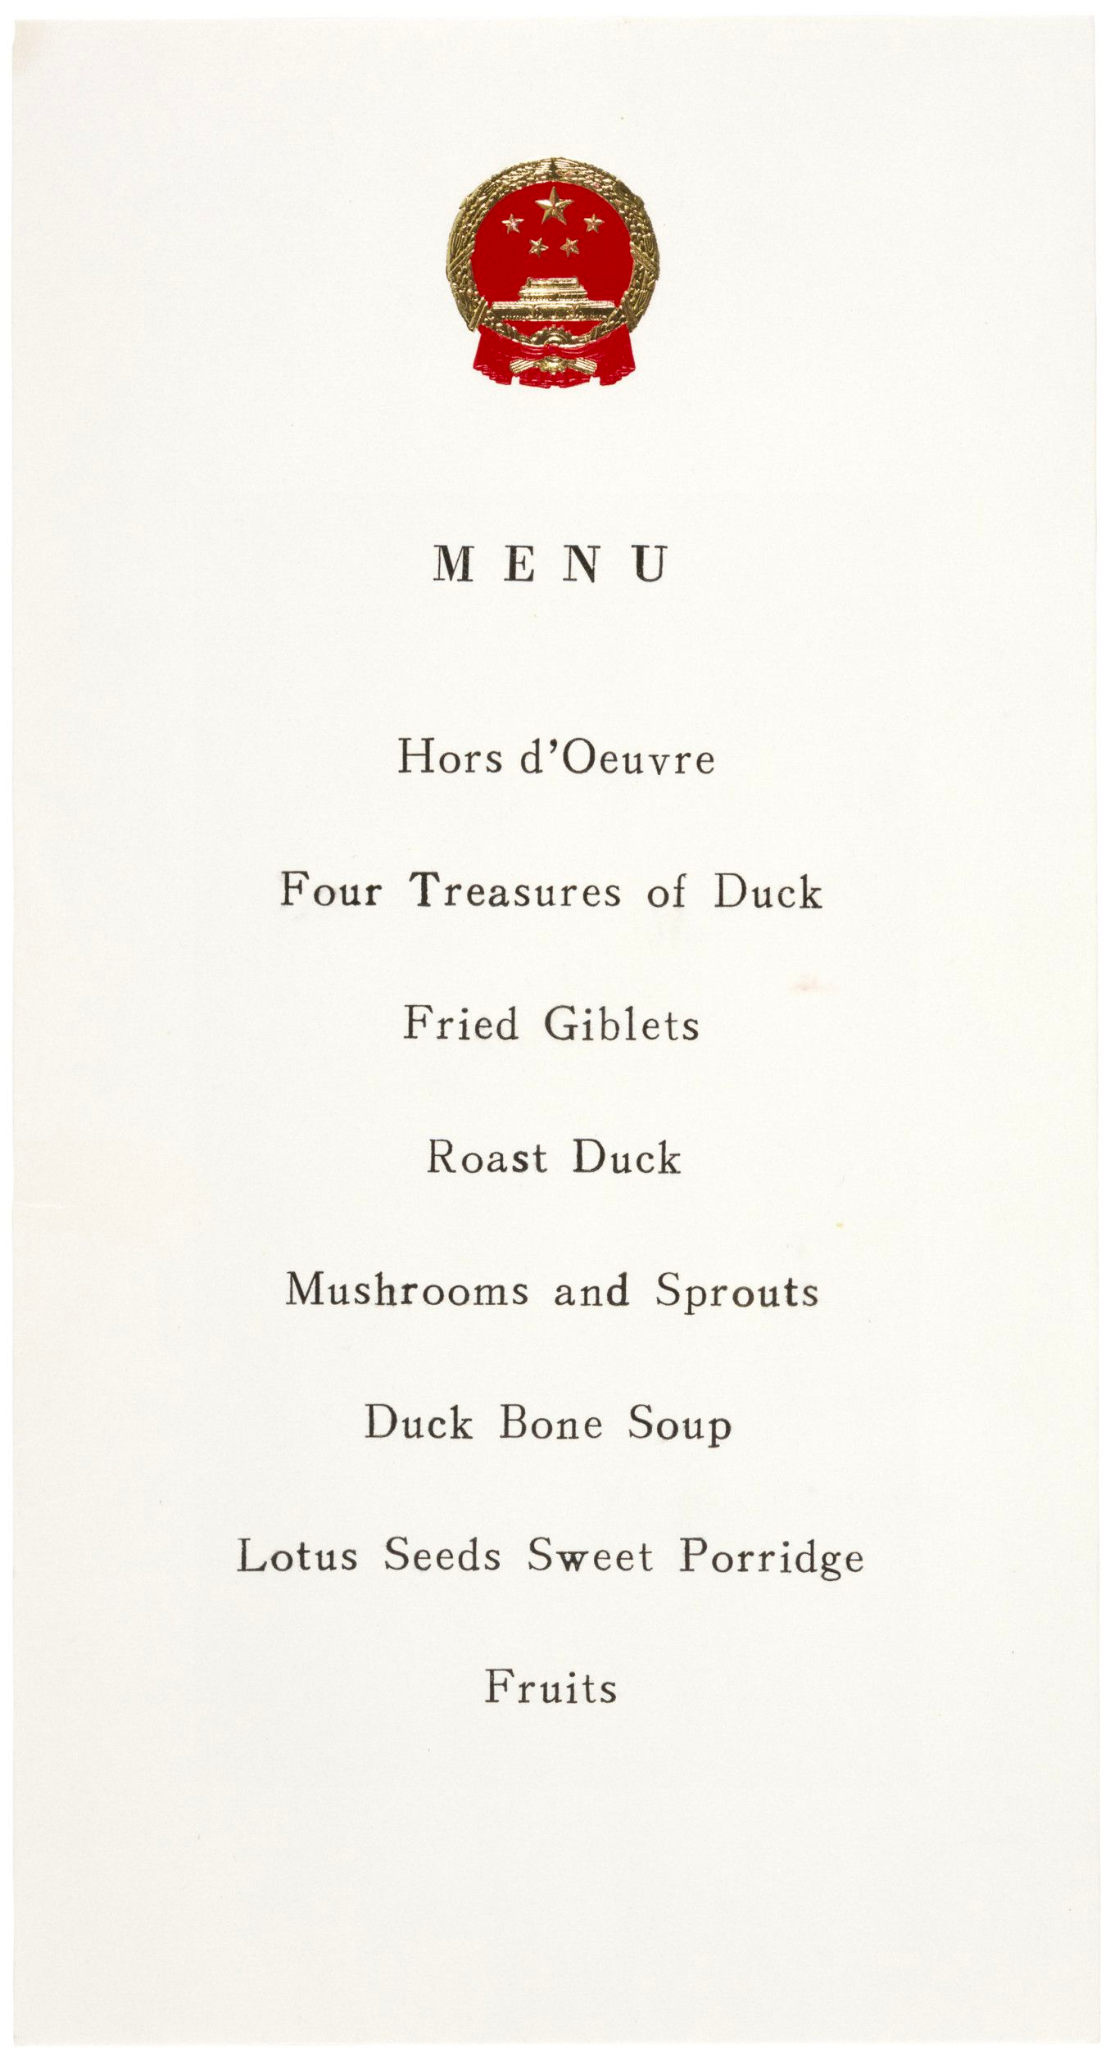 MENU
Hors d'Oeuvre
Four Treasures of Duck
Fried Giblets
Roast Duck
Mushrooms and Sprouts
Duck Bone Soup
Lotus Seeds Sweet Porridge
Fruits